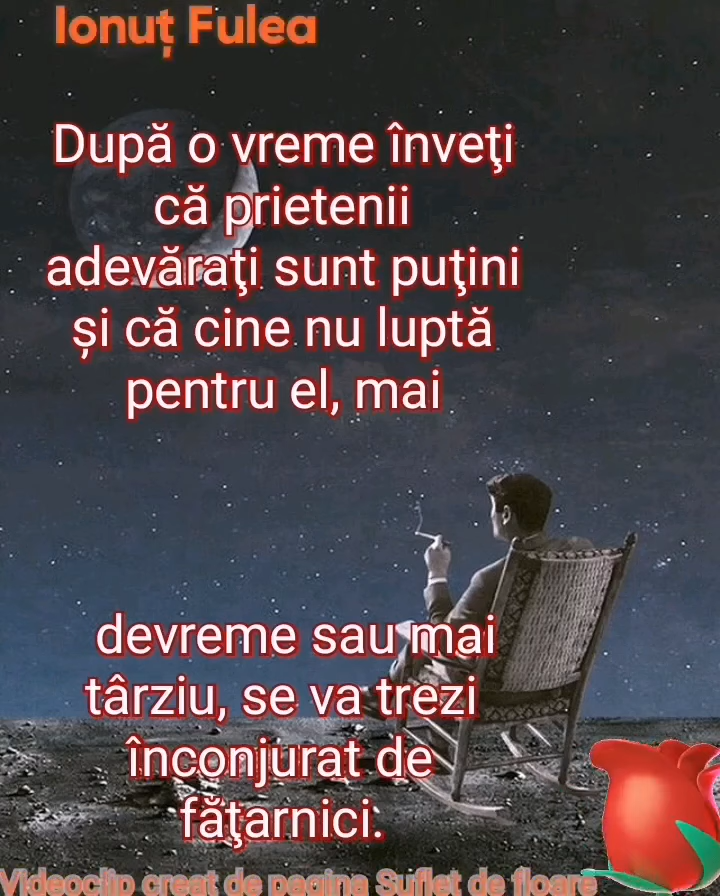 Ionuț Fulea
După o vreme înveţi
că prietenii
adevăraţi sunt puţini
și că cine nu luptă
pentru el, mai
devreme sau mai
târziu, se va trezi
înconjurat de
făţarnici.
Videoclip creat de pagina Suflet de floare